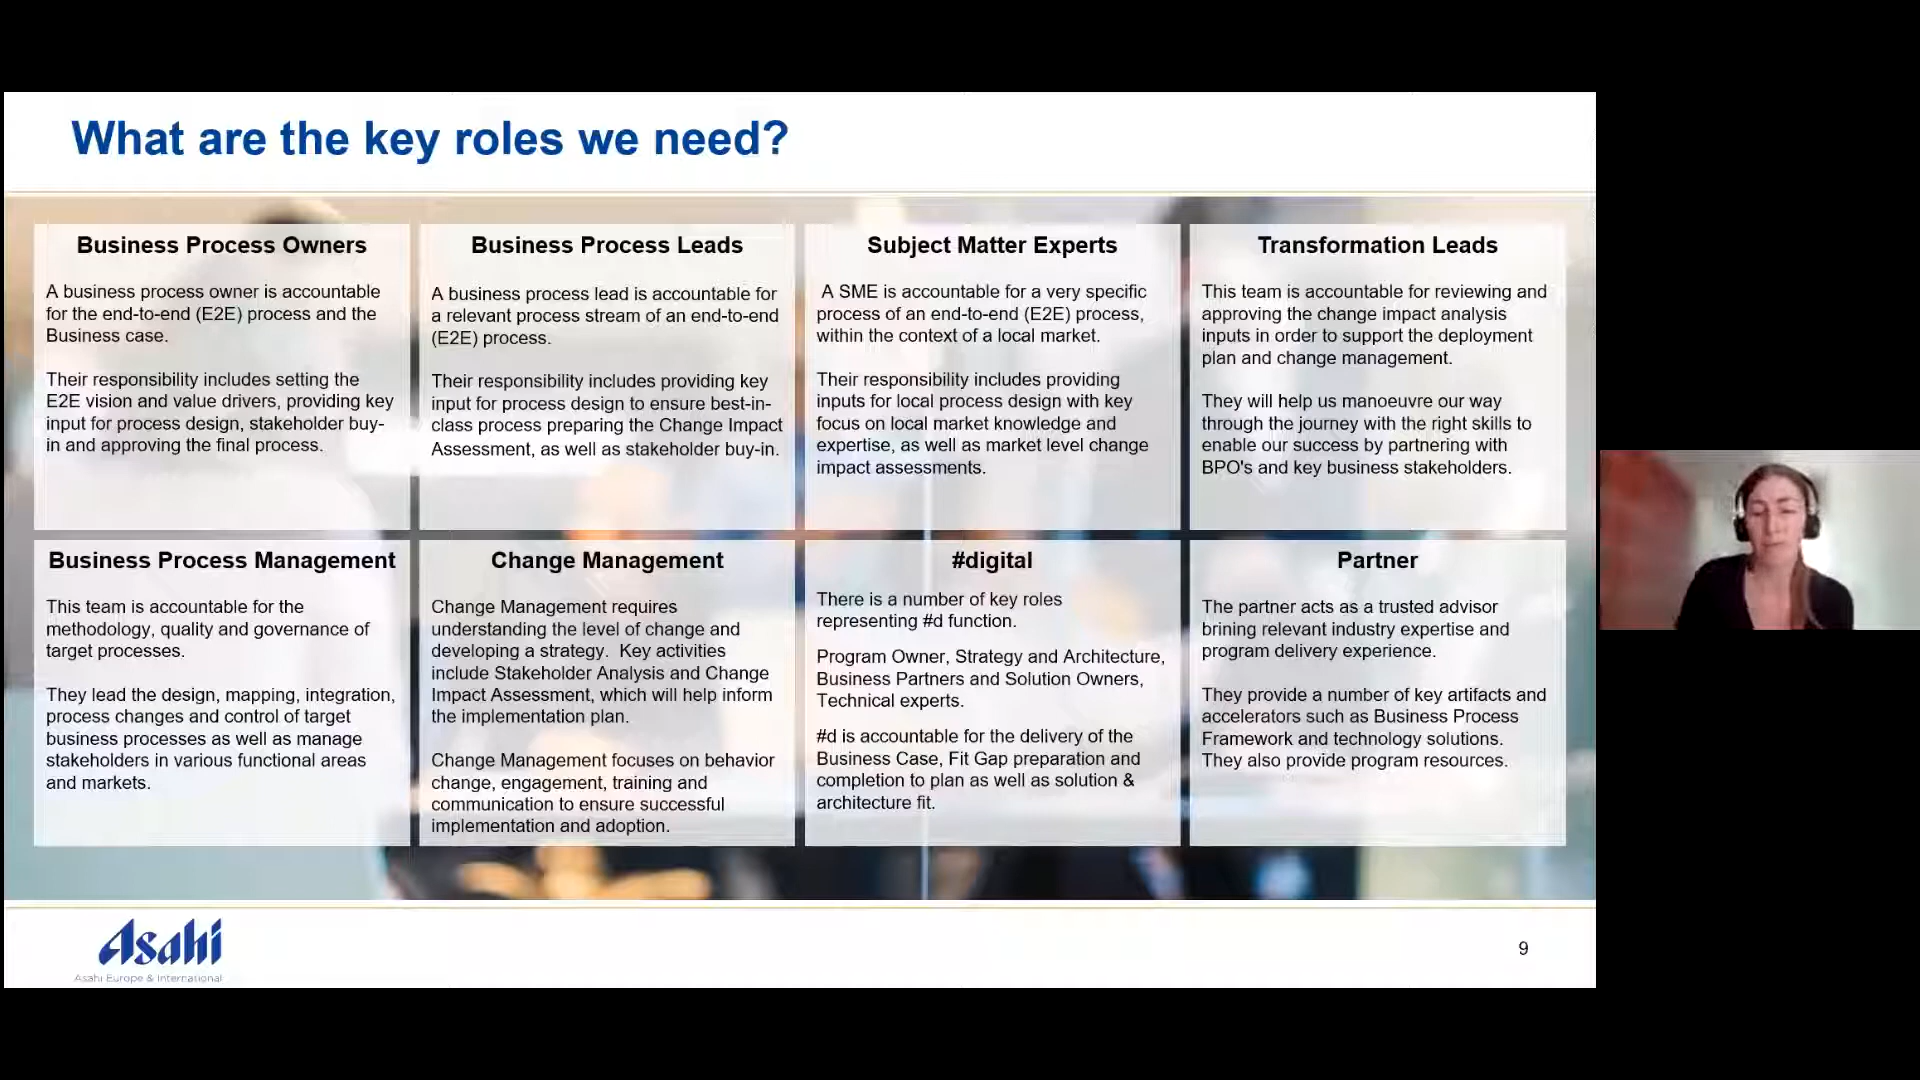 What are the key roles we need?
Business Process Owners
A business process owner is accountable
for the end-to-end (E2E) process and the
Business case.
Their responsibility includes setting the
E2E vision and value drivers, providing key
input for process design, stakeholder buy-
in and approving the final process.
Business Process Leads
A business process lead is accountable for
a relevant process stream of an end-to-end
(E2E) process.
Their responsibility includes providing key
input for process design to ensure best-in-
class process preparing the Change Impact
Assessment, as well as stakeholder buy-in.
Subject Matter Experts
A SME is accountable for a very specific
process of an end-to-end (E2E) process,
within the context of a local market.
Their responsibility includes providing
inputs for local process design with key
focus on local market knowledge and
expertise, as well as market level change
impact assessments.
Transformation Leads
This team is accountable for reviewing and
approving the change impact analysis
inputs in order to support the deployment
plan and change management.
They will help us manoeuvre our way
through the journey with the right skills to
enable our success by partnering with
BPO's and key business stakeholders.
Business Process Management
This team is accountable for the
methodology, quality and governance of
target processes.
They lead the design, mapping, integration,
process changes and control of target
business processes as well as manage
stakeholders in various functional areas
and markets.
Change Management
Change Management requires
understanding the level of change and
developing a strategy. Key activities
include Stakeholder Analysis and Change
Impact Assessment, which will help inform
the implementation plan.
Change Management focuses on behavior
change, engagement, training and
communication to ensure successful
implementation and adoption.
#digital
There is a number of key roles
representing #d function.
Program Owner, Strategy and Architecture,
Business Partners and Solution Owners,
Technical experts.
#d is accountable for the delivery of the
Business Case, Fit Gap preparation and
completion to plan as well as solution &
architecture fit.
Partner
The partner acts as a trusted advisor
brining relevant industry expertise and
program delivery experience.
They provide a number of key artifacts and
accelerators such as Business Process
Framework and technology solutions.
They also provide program resources.
Asahi
Asahi Europe & International
9